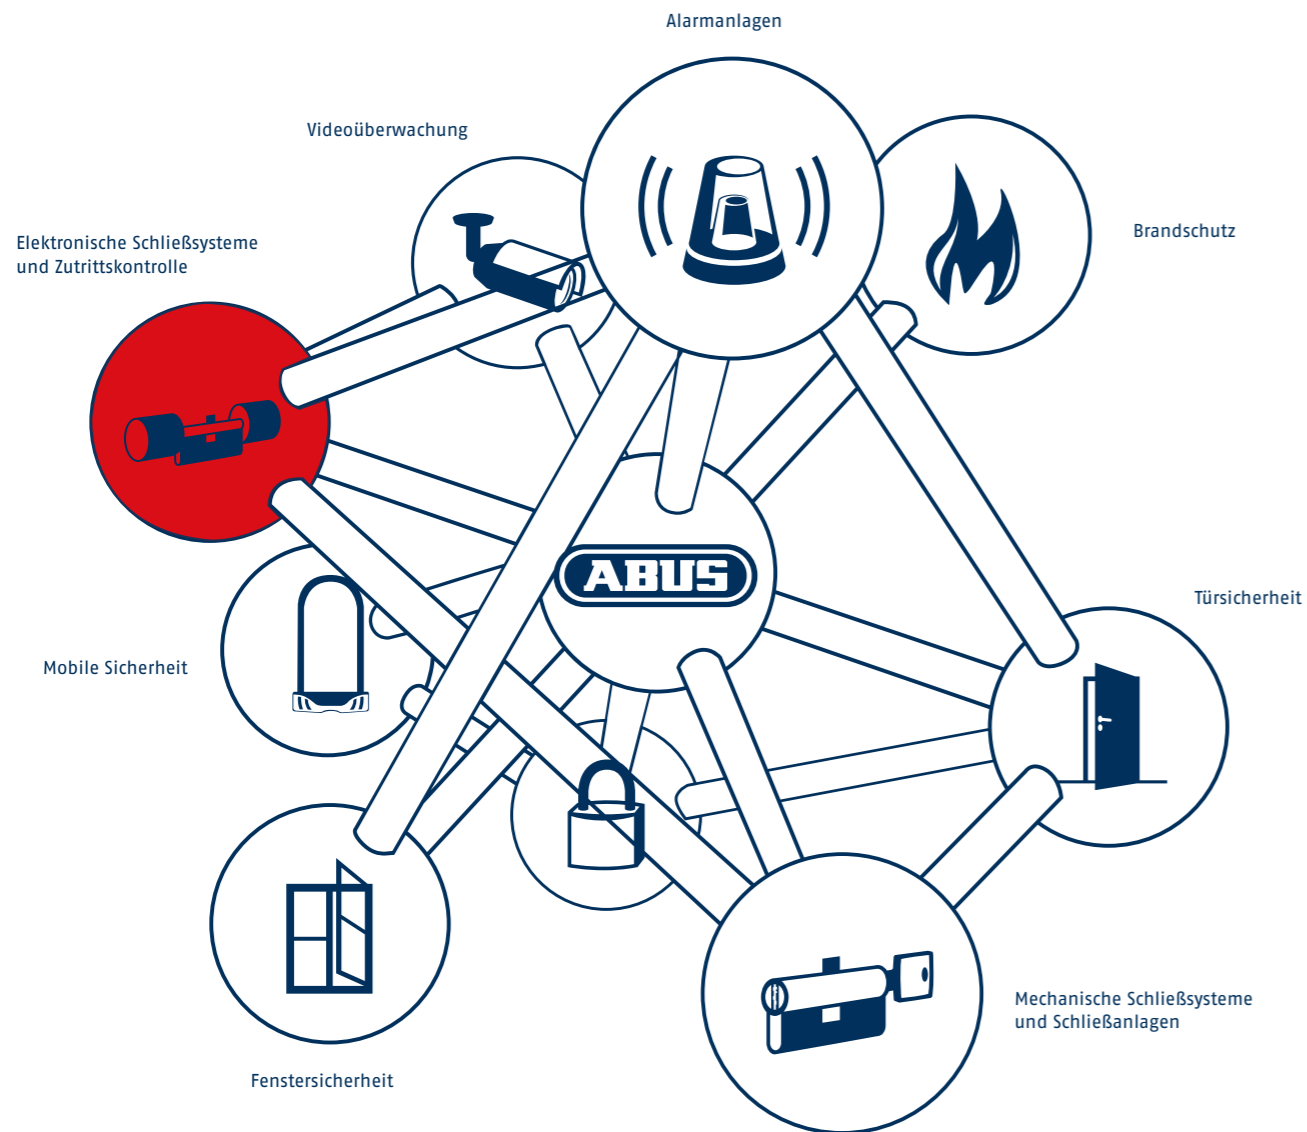 Alarmanlagen
Videoüberwachung
Brandschutz
Elektronische Schließsysteme
und Zutrittskontrolle
ABUS
Türsicherheit
Mobile Sicherheit
Mechanische Schließsysteme
und Schließanlagen
Fenstersicherheit